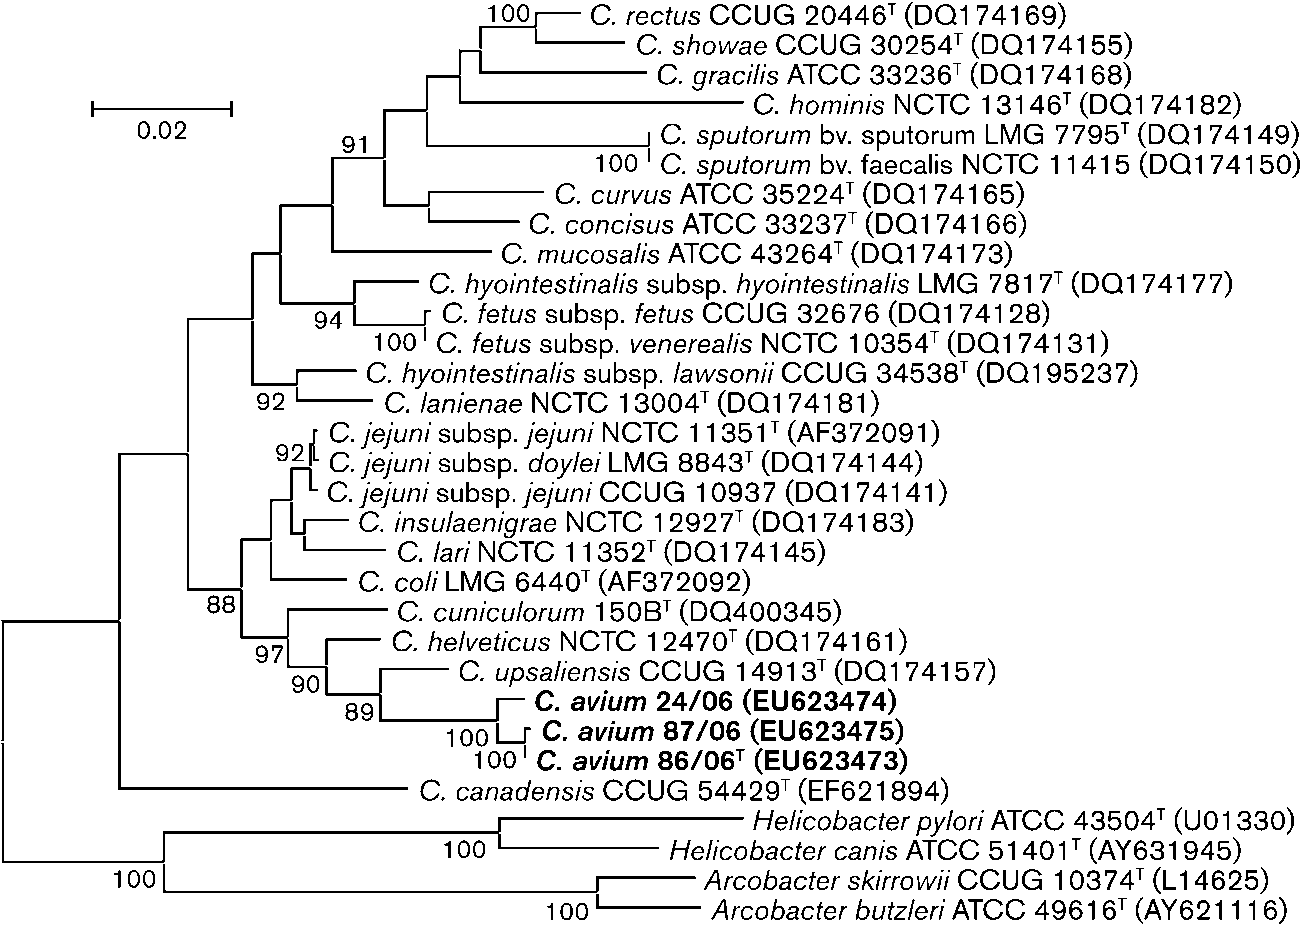 100 C. rectus CCUG 20446ᵀ (DQ174169)
C. showae CCUG 30254ᵀ (DQ174155)
C. gracilis ATCC 33236ᵀ (DQ174168)
C. hominis NCTC 13146ᵀ (DQ174182)
0.02
C. sputorum bv. sputorum LMG 7795ᵀ (DQ174149)
91
100 C. sputorum bv. faecalis NCTC 11415 (DQ174150)
C. curvus ATCC 35224ᵀ (DQ174165)
C. concisus ATCC 33237ᵀ (DQ174166)
C. mucosalis ATCC 43264ᵀ (DQ174173)
C. hyointestinalis subsp. hyointestinalis LMG 7817ᵀ (DQ174177)
94 C. fetus subsp. fetus CCUG 32676 (DQ174128)
100 C. fetus subsp. venerealis NCTC 10354ᵀ (DQ174131)
C. hyointestinalis subsp. lawsonii CCUG 34538ᵀ (DQ195237)
92 C. lanienae NCTC 13004ᵀ (DQ174181)
C. jejuni subsp. jejuni NCTC 11351ᵀ (AF372091)
92 C. jejuni subsp. doylei LMG 8843ᵀ (DQ174144)
C. jejuni subsp. jejuni CCUG 10937 (DQ174141)
C. insulaenigrae NCTC 12927ᵀ (DQ174183)
C. lari NCTC 11352ᵀ (DQ174145)
C. coli LMG 6440ᵀ (AF372092)
88 C. cuniculorum 150Bᵀ (DQ400345)
C. helveticus NCTC 12470ᵀ (DQ174161)
97
C. upsaliensis CCUG 14913ᵀ (DQ174157)
90
C. avium 24/06 (EU623474)
89
100 C. avium 87/06 (EU623475)
100 C. avium 86/06ᵀ (EU623473)
C. canadensis CCUG 54429ᵀ (EF621894)
Helicobacter pylori ATCC 43504ᵀ (U01330)
100 Helicobacter canis ATCC 51401ᵀ (AY631945)
100 Arcobacter skirrowii CCUG 10374ᵀ (L14625)
100 Arcobacter butzleri ATCC 49616ᵀ (AY621116)